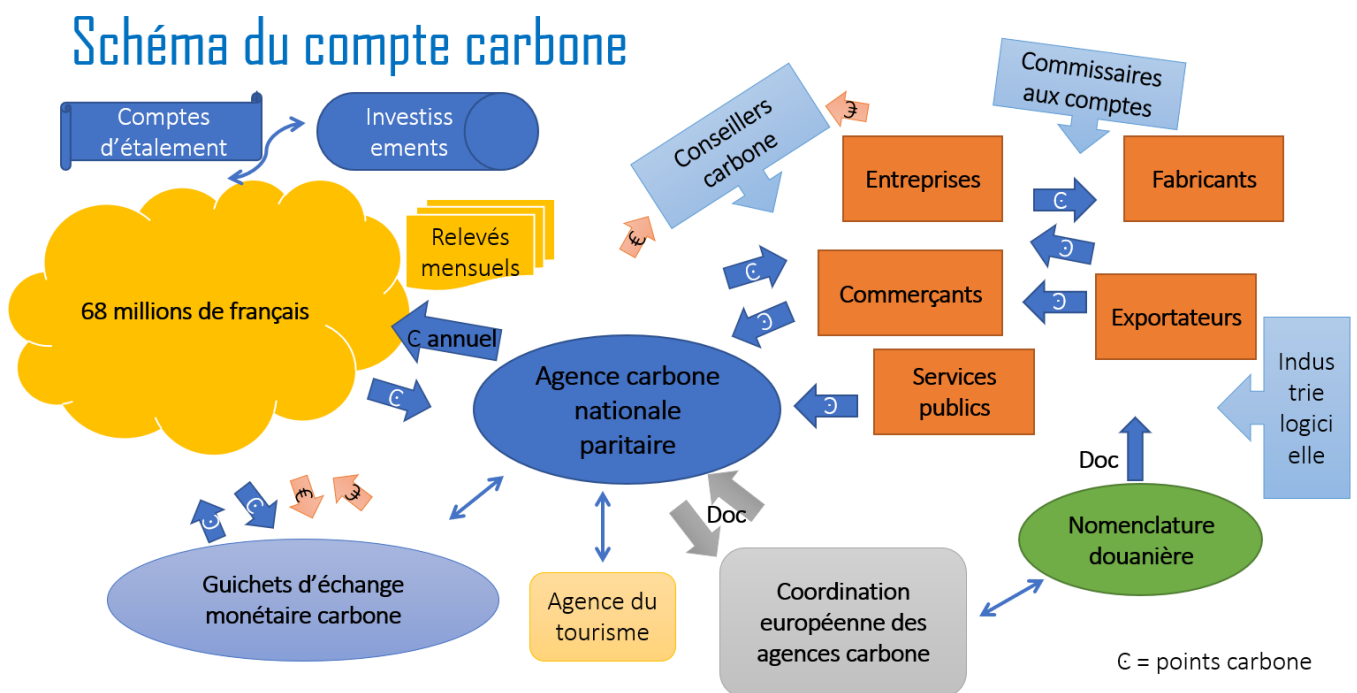 Schéma du compte carbone
Comptes
d'étalement
Investiss
ements
Conseillers
carbone
€
Commissaires
aux comptes
Entreprises
Fabricants
C
C
€
Relevés
mensuels
68 millions de français
C
C
Commerçants
C
Exportateurs
C annuel
C
Agence carbone
nationale
paritaire
C
Services
publics
Indus
trie
logici
elle
Doc
C
C
€
€
Doc
Guichets d'échange
monétaire carbone
Agence du
tourisme
Coordination
européenne des
agences carbone
Nomenclature
douanière
C = points carbone